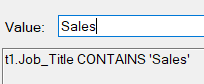 Value: Sales
t1.Job_Title CONTAINS 'Sales'